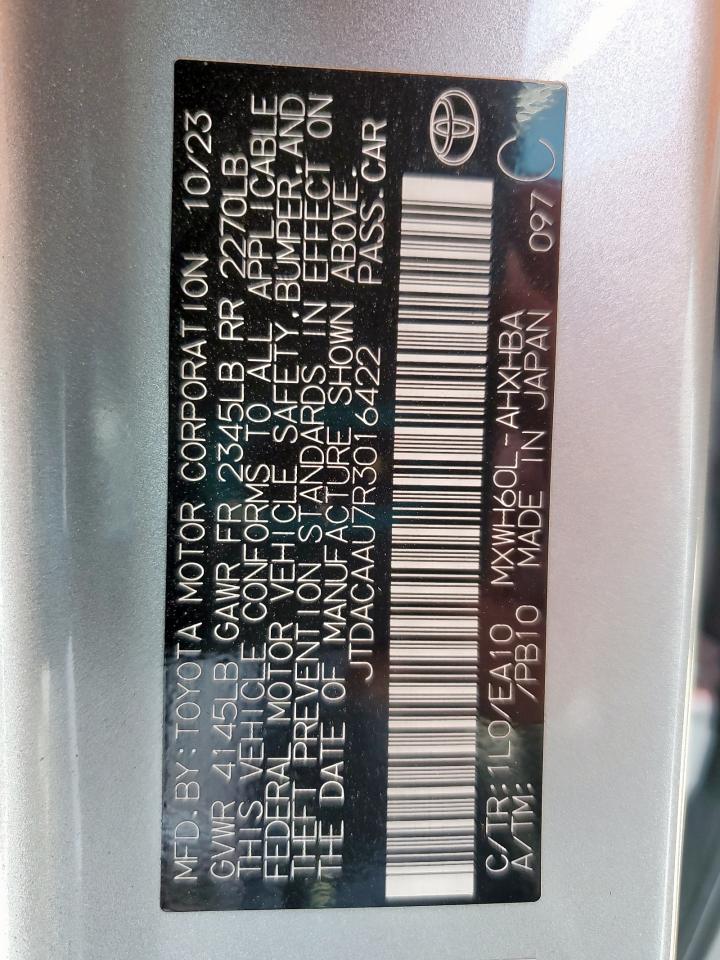 MFD. BY: TOYOTA MOTOR CORPORATION 10/23
GVWR 4145LB GAWR FR 2345LB RR 2270LB
THIS VEHICLE CONFORMS TO ALL APPLICABLE
FEDERAL MOTOR VEHICLE SAFETY, BUMPER, AND
THEFT PREVENTION STANDARDS IN EFFECT ON
THE DATE OF MANUFACTURE SHOWN ABOVE.
JTDACAAU7R3016422 PASS. CAR
C/TR: 1L0/EA10 MXWH60L-AHXHBA
A/TM: /PB10 MADE IN JAPAN 097 C